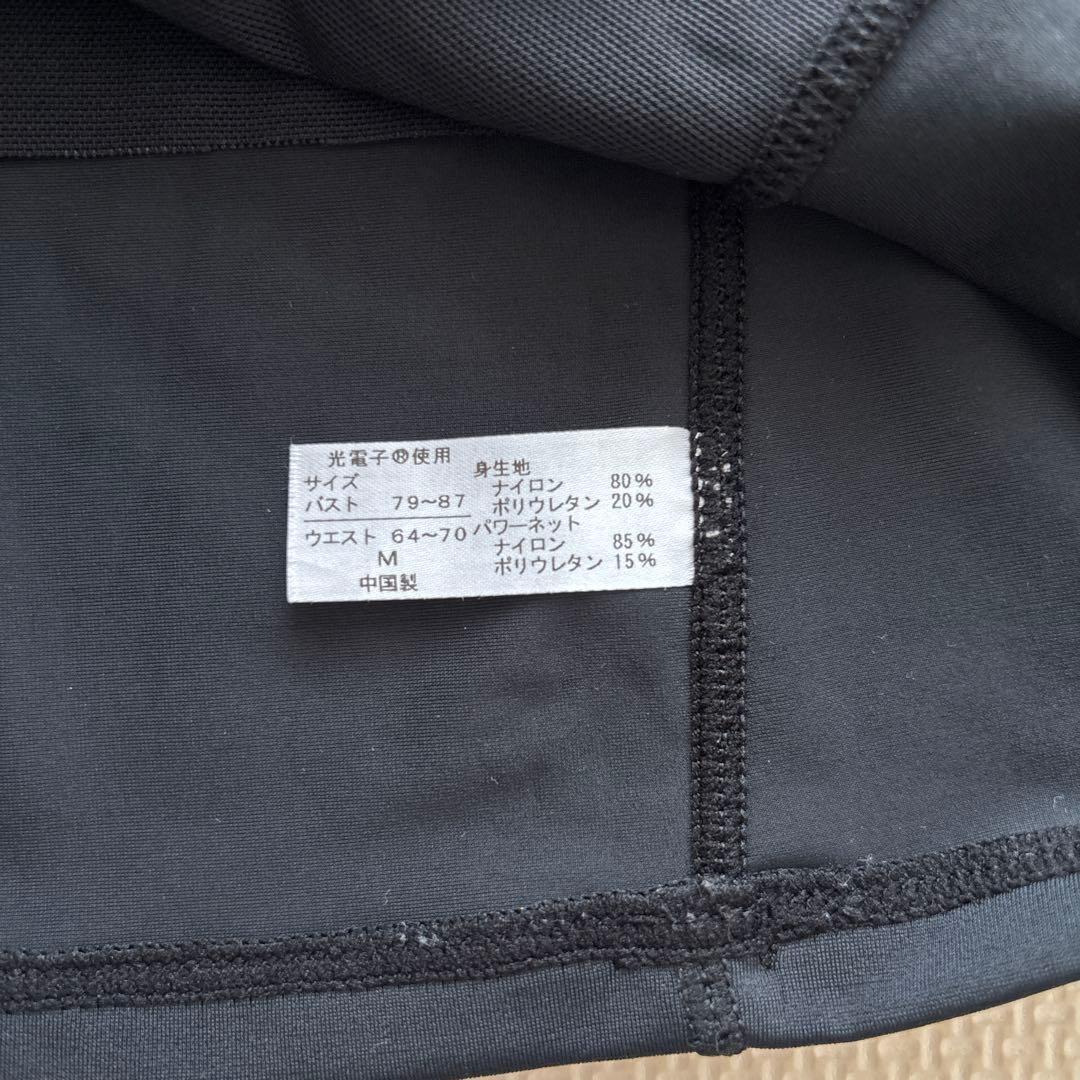 光電子®使用
サイズ
バスト 79〜87
ウエスト 64〜70
M
中国製
身生地
ナイロン 80%
ポリウレタン 20%
パワーネット
ナイロン 85%
ポリウレタン 15%